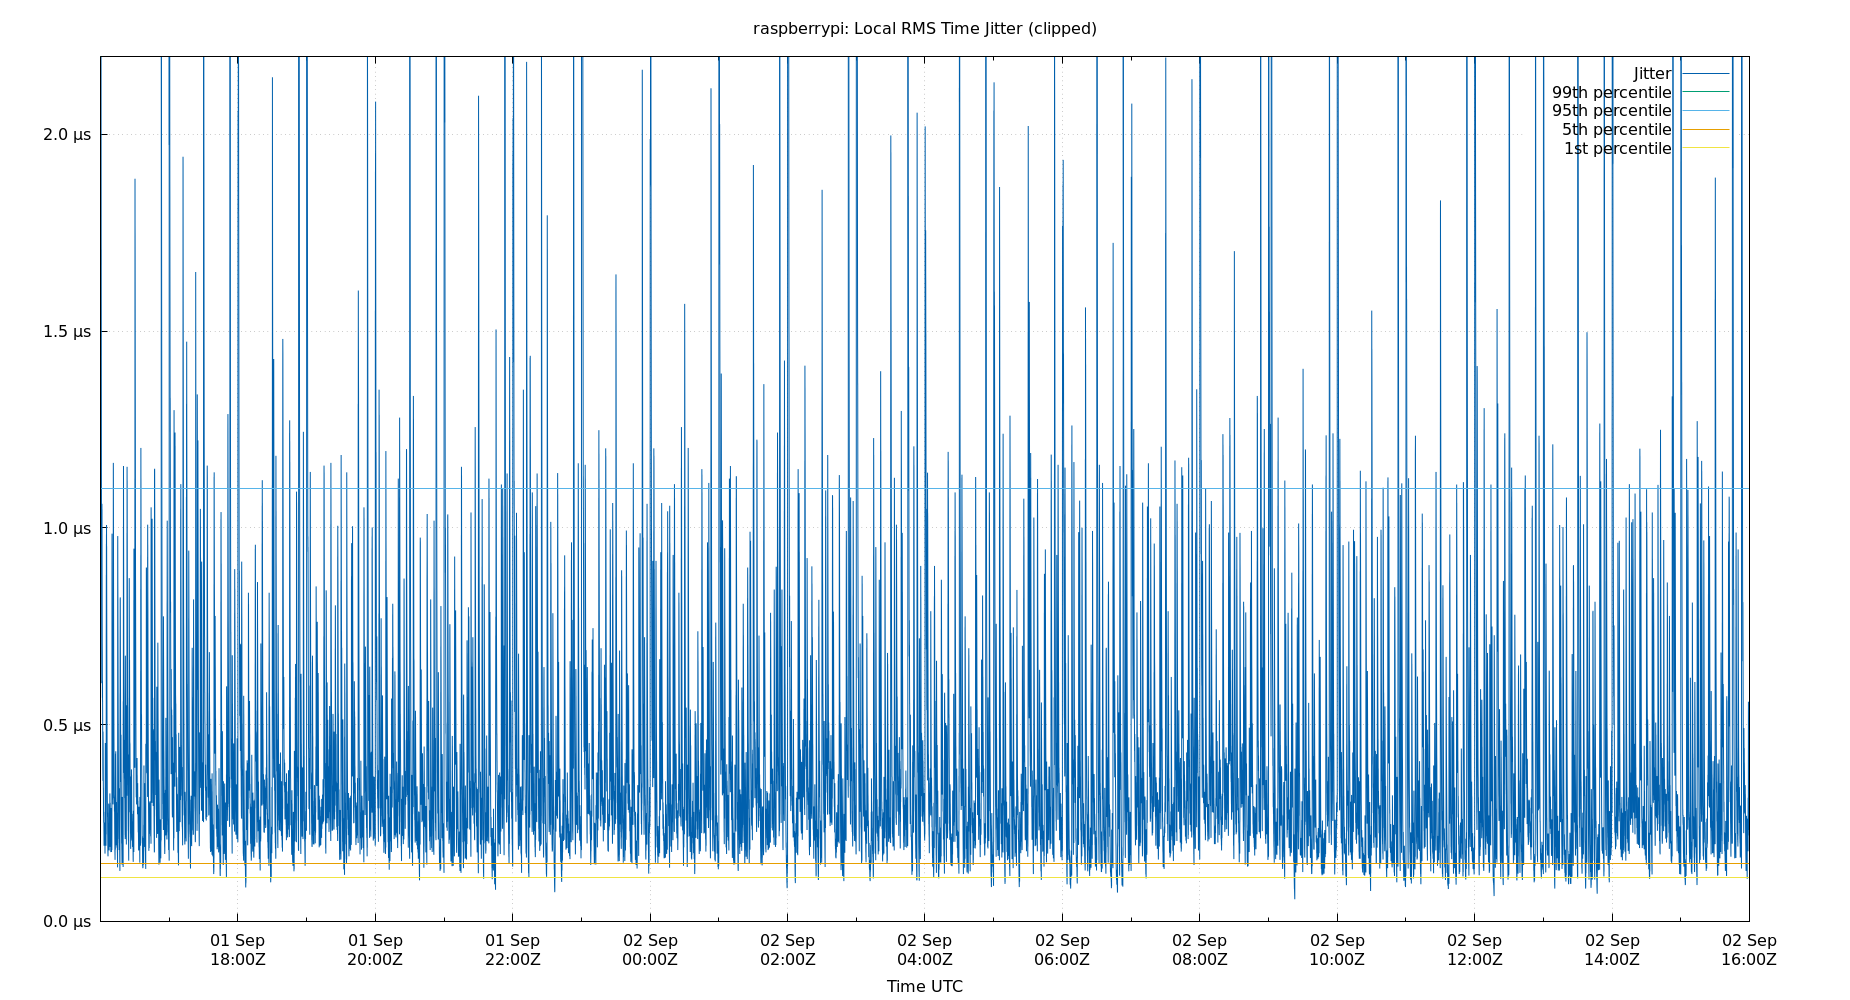 raspberrypi: Local RMS Time Jitter (clipped)
Jitter
99th percentile
95th percentile
5th percentile
1st percentile
2.0 µs
1.5 µs
1.0 µs
0.5 µs
0.0 µs
01 Sep 01 Sep 01 Sep 02 Sep 02 Sep 02 Sep 02 Sep 02 Sep 02 Sep 02 Sep 02 Sep 02 Sep
18:00Z 20:00Z 22:00Z 00:00Z 02:00Z 04:00Z 06:00Z 08:00Z 10:00Z 12:00Z 14:00Z 16:00Z
Time UTC